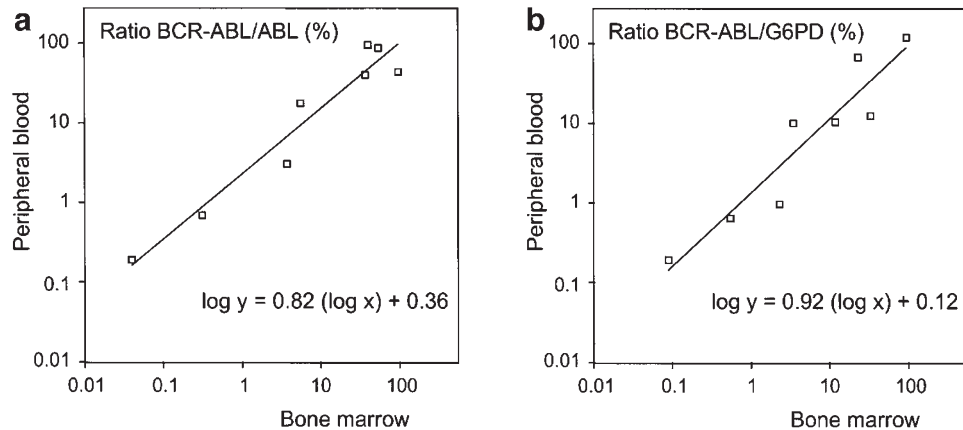 a
Ratio BCR-ABL/ABL (%)
Peripheral blood
100
10
1
0.1
0.01
log y = 0.82 (log x) + 0.36
0.01 0.1 1 10 100
Bone marrow
b
Ratio BCR-ABL/G6PD (%)
Peripheral blood
100
10
1
0.1
0.01
log y = 0.92 (log x) + 0.12
0.01 0.1 1 10 100
Bone marrow